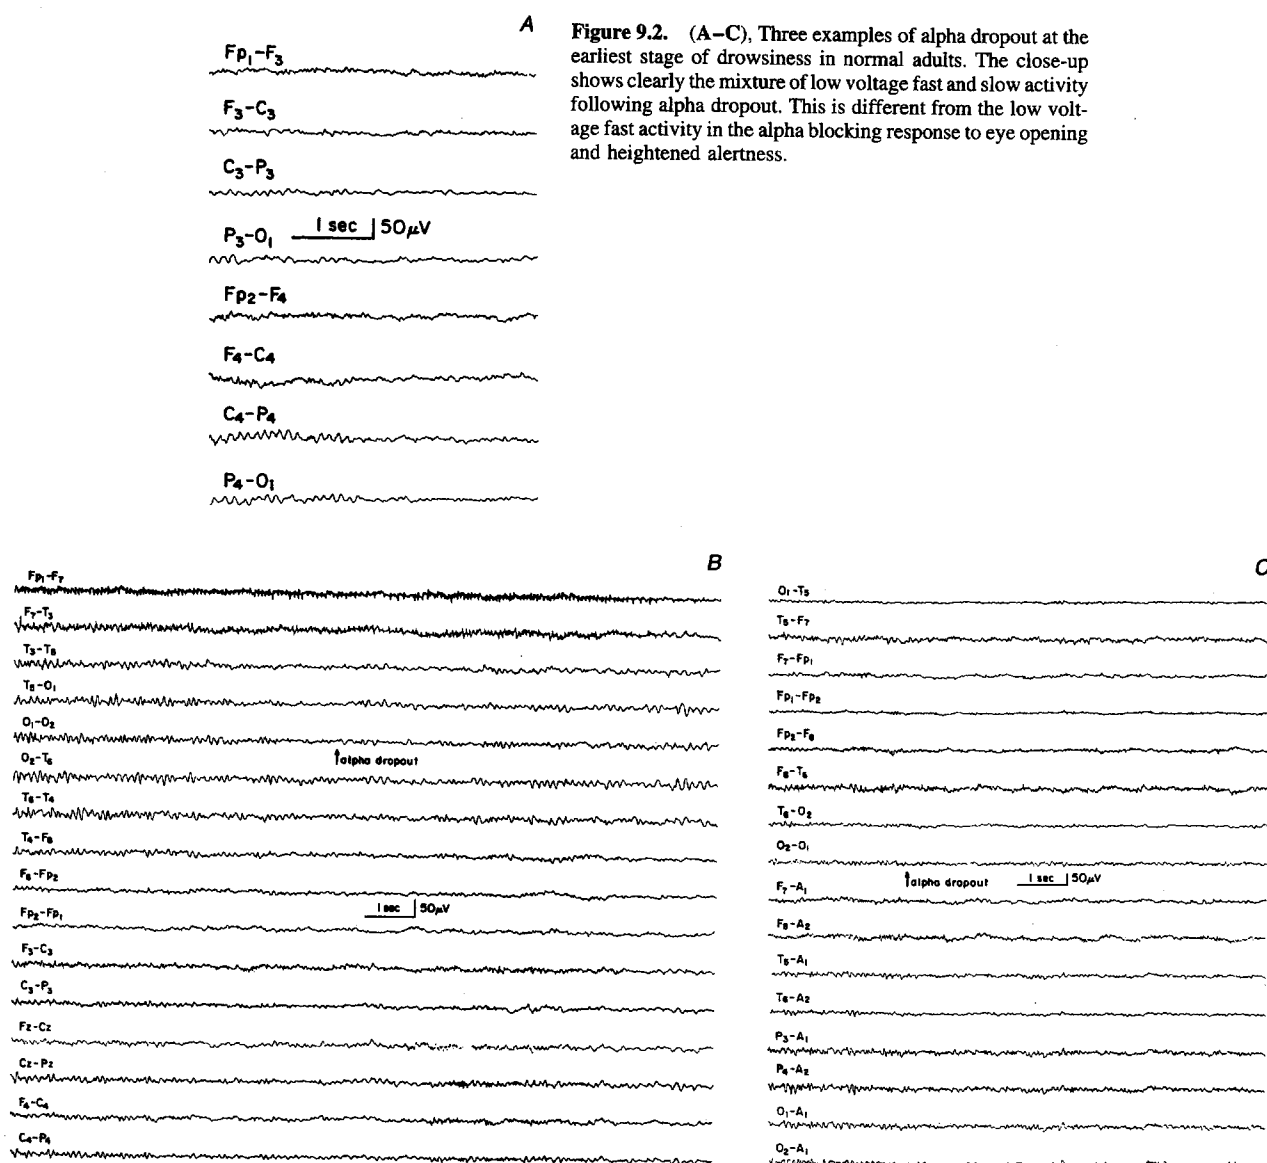 A
Figure 9.2. (A–C), Three examples of alpha dropout at the
earliest stage of drowsiness in normal adults. The close-up
shows clearly the mixture of low voltage fast and slow activity
following alpha dropout. This is different from the low volt-
age fast activity in the alpha blocking response to eye opening
and heightened alertness.
Fp₁-F₃
F₃-C₃
C₃-P₃
P₃-O₁
1 sec 50μV
Fp₂-F₄
F₄-C₄
C₄-P₄
P₄-O₁
B
Fp₁-F₇
F₇-T₃
T₃-T₅
T₅-O₁
O₁-O₂
alpha dropout
O₂-T₆
T₆-T₄
T₄-F₈
F₈-Fp₂
1 sec 50μV
Fp₂-Fp₁
F₃-C₃
C₃-P₃
Fz-Cz
Cz-Pz
F₄-C₄
C₄-P₄
C
O₁-T₅
T₅-F₇
F₇-Fp₁
Fp₁-Fp₂
Fp₂-F₈
F₈-T₆
T₆-O₂
O₂-O₁
alpha dropout 1 sec 50μV
F₇-A₁
F₈-A₂
T₅-A₁
T₆-A₂
P₃-A₁
P₄-A₂
O₁-A₁
O₂-A₁